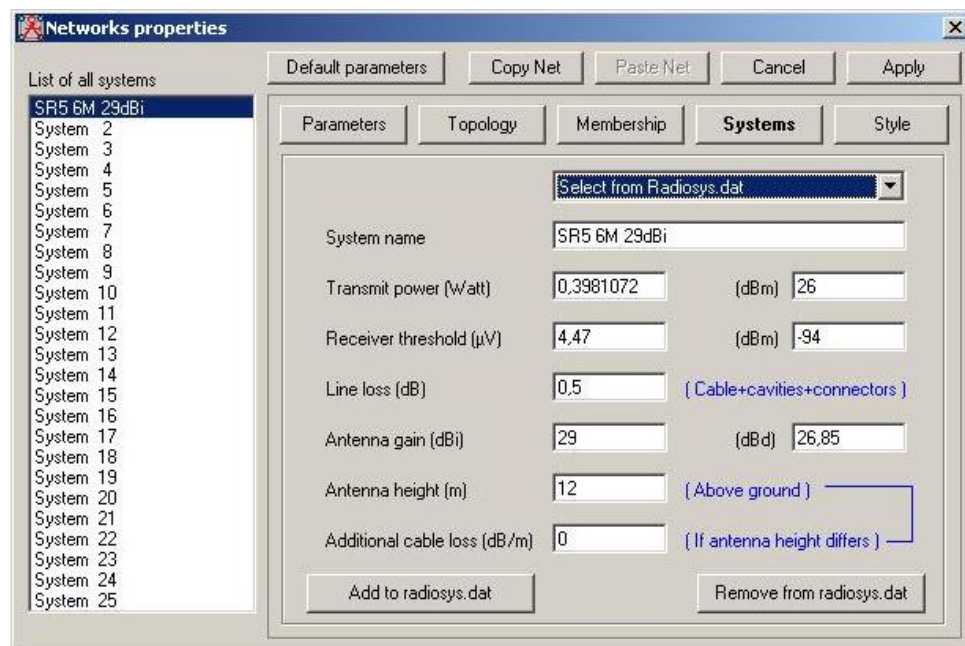 Networks properties
List of all systems
Default parameters Copy Net Paste Net Cancel Apply
SR5 6M 29dBi
System 2
System 3
System 4
System 5
System 6
System 7
System 8
System 9
System 10
System 11
System 12
System 13
System 14
System 15
System 16
System 17
System 18
System 19
System 20
System 21
System 22
System 23
System 24
System 25
Parameters Topology Membership Systems Style
Select from Radiosys.dat
System name SR5 6M 29dBi
Transmit power (Watt) 0,3981072 (dBm) 26
Receiver threshold (µV) 4,47 (dBm) -94
Line loss (dB) 0,5 ( Cable+cavities+connectors )
Antenna gain (dBi) 29 (dBd) 26,85
Antenna height (m) 12 ( Above ground )
Additional cable loss (dB/m) 0 ( If antenna height differs )
Add to radiosys.dat Remove from radiosys.dat